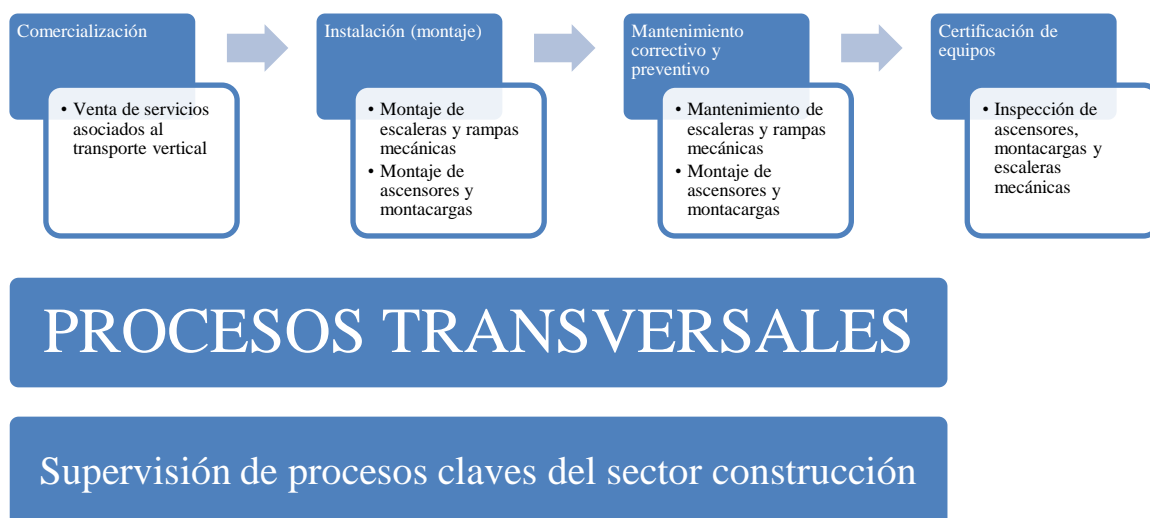 Comercialización
• Venta de servicios
asociados al
transporte vertical
Instalación (montaje)
• Montaje de
escaleras y rampas
mecánicas
• Montaje de
ascensores y
montacargas
Mantenimiento
correctivo y
preventivo
• Mantenimiento de
escaleras y rampas
mecánicas
• Montaje de
ascensores y
montacargas
Certificación de
equipos
• Inspección de
ascensores,
montacargas y
escaleras
mecánicas
PROCESOS TRANSVERSALES
Supervisión de procesos claves del sector construcción